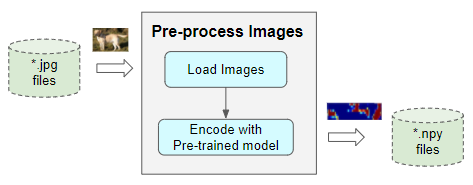 *.jpg
files
Pre-process Images
Load Images
Encode with
Pre-trained model
*.npy
files